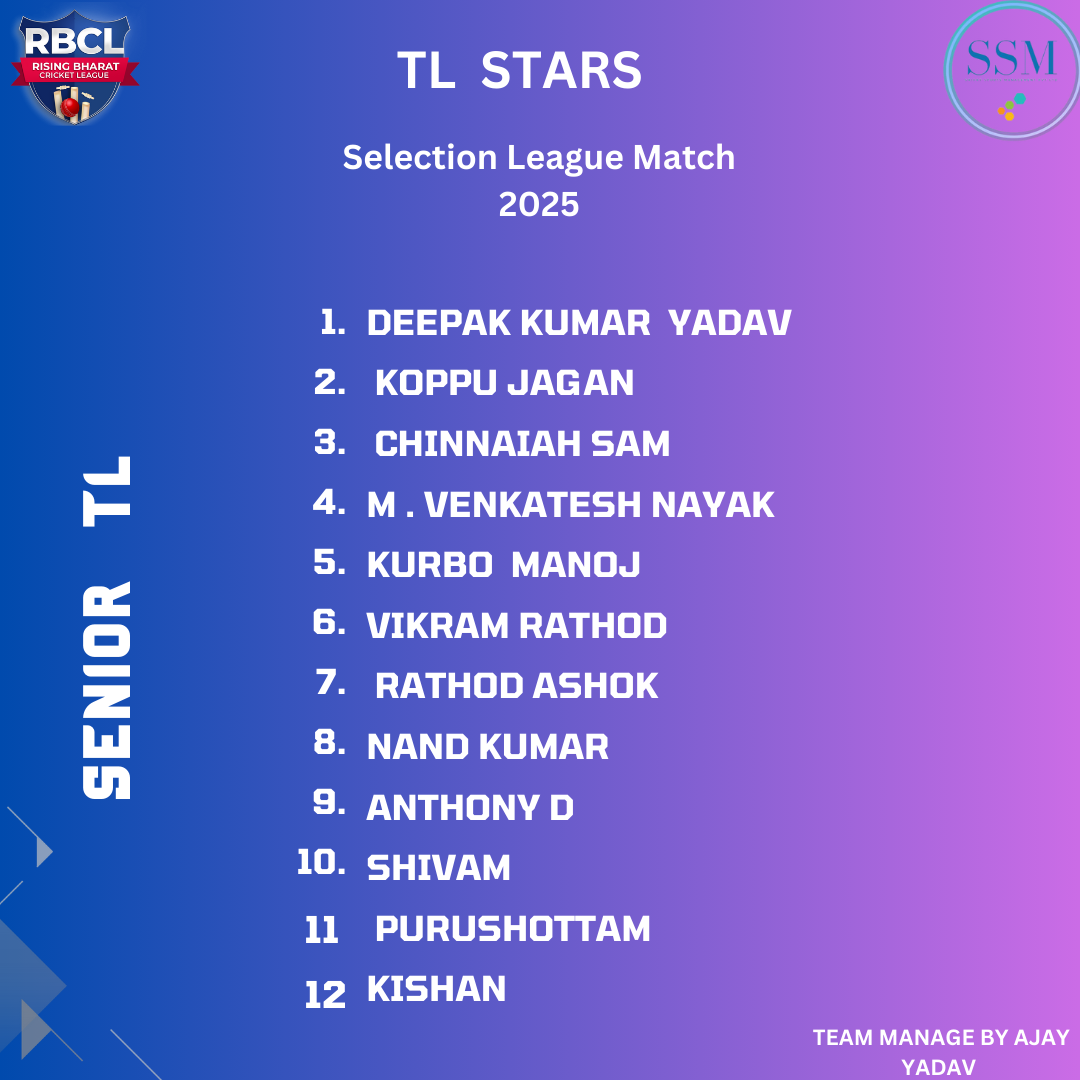 RBCL
RISING BHARAT
CRICKET LEAGUE
TL STARS
SSM
Selection League Match
2025
SENIOR TL
1. DEEPAK KUMAR YADAV
2. KOPPU JAGAN
3. CHINNAIAH SAM
4. M . VENKATESH NAYAK
5. KURBO MANOJ
6. VIKRAM RATHOD
7. RATHOD ASHOK
8. NAND KUMAR
9. ANTHONY D
10. SHIVAM
11 PURUSHOTTAM
12 KISHAN
TEAM MANAGE BY AJAY
YADAV